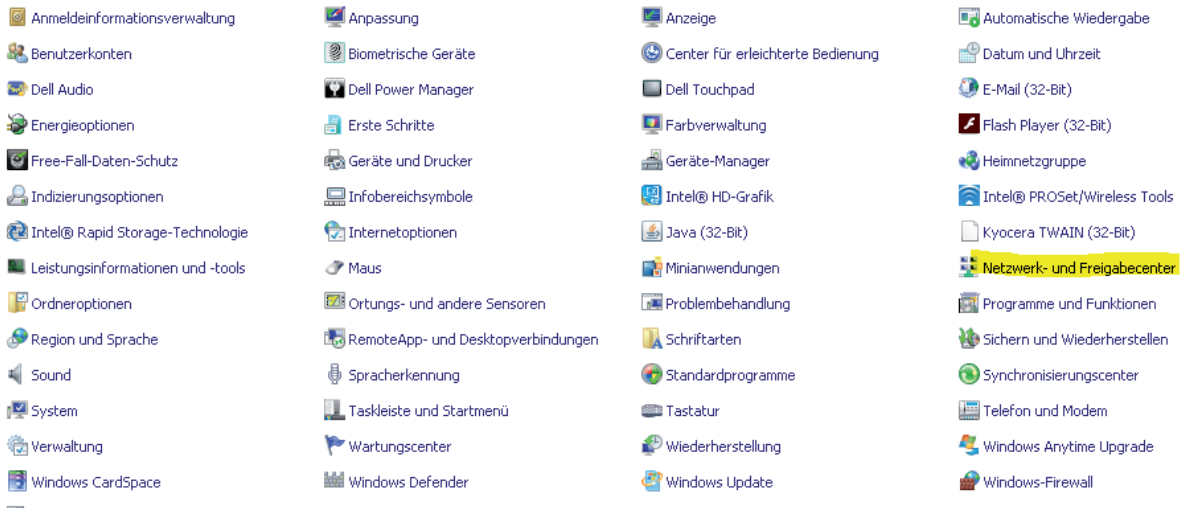 Anmeldeinformationsverwaltung Anpassung Anzeige Automatische Wiedergabe
Benutzerkonten Biometrische Geräte Center für erleichterte Bedienung Datum und Uhrzeit
Dell Audio Dell Power Manager Dell Touchpad E-Mail (32-Bit)
Energieoptionen Erste Schritte Farbverwaltung Flash Player (32-Bit)
Free-Fall-Daten-Schutz Geräte und Drucker Geräte-Manager Heimnetzgruppe
Indizierungsoptionen Infobereichsymbole Intel® HD-Grafik Intel® PROSet/Wireless Tools
Intel® Rapid Storage-Technologie Internetoptionen Java (32-Bit) Kyocera TWAIN (32-Bit)
Leistungsinformationen und -tools Maus Minianwendungen Netzwerk- und Freigabecenter
Ordneroptionen Ortungs- und andere Sensoren Problembehandlung Programme und Funktionen
Region und Sprache RemoteApp- und Desktopverbindungen Schriftarten Sichern und Wiederherstellen
Sound Spracherkennung Standardprogramme Synchronisierungscenter
System Taskleiste und Startmenü Tastatur Telefon und Modem
Verwaltung Wartungscenter Wiederherstellung Windows Anytime Upgrade
Windows CardSpace Windows Defender Windows Update Windows-Firewall